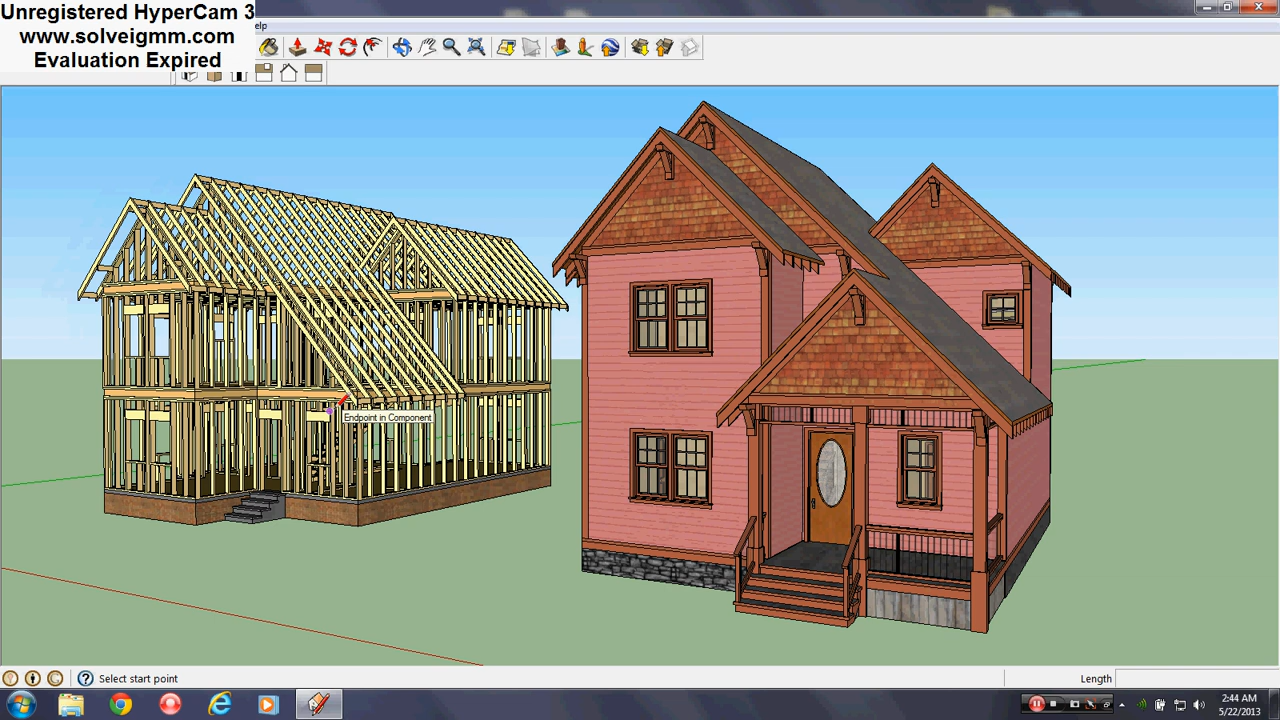 Unregistered HyperCam 3
www.solveigmm.com
Evaluation Expired
elp
Endpoint in Component
Select start point
Length
2:44 AM
5/22/2013